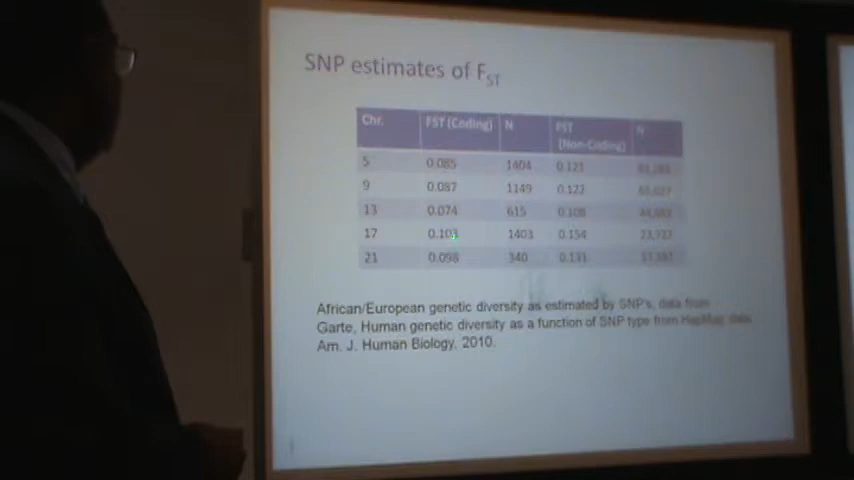 SNP estimates of FST
Chr. FST (Coding) N FST (Non-Coding) N
5 0.085 1404 0.121
9 0.087 1149 0.122
13 0.074 615 0.108
17 0.103 1403 0.154
21 0.098 340 0.131
African/European genetic diversity as estimated by SNP's, data from
Garte, Human genetic diversity as a function of SNP type from HapMap data.
Am. J. Human Biology, 2010.